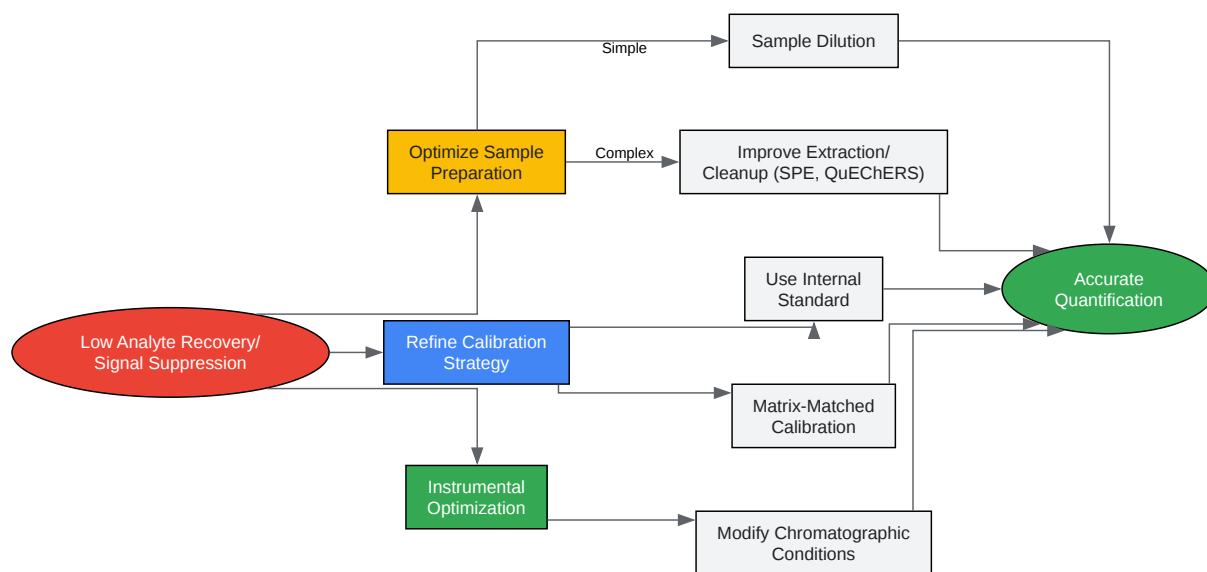 Sample Dilution
Simple
Optimize Sample
Preparation
Complex
Improve Extraction/
Cleanup (SPE, QuEChERS)
Use Internal
Standard
Accurate
Quantification
Low Analyte Recovery/
Signal Suppression
Refine Calibration
Strategy
Matrix-Matched
Calibration
Instrumental
Optimization
Modify Chromatographic
Conditions